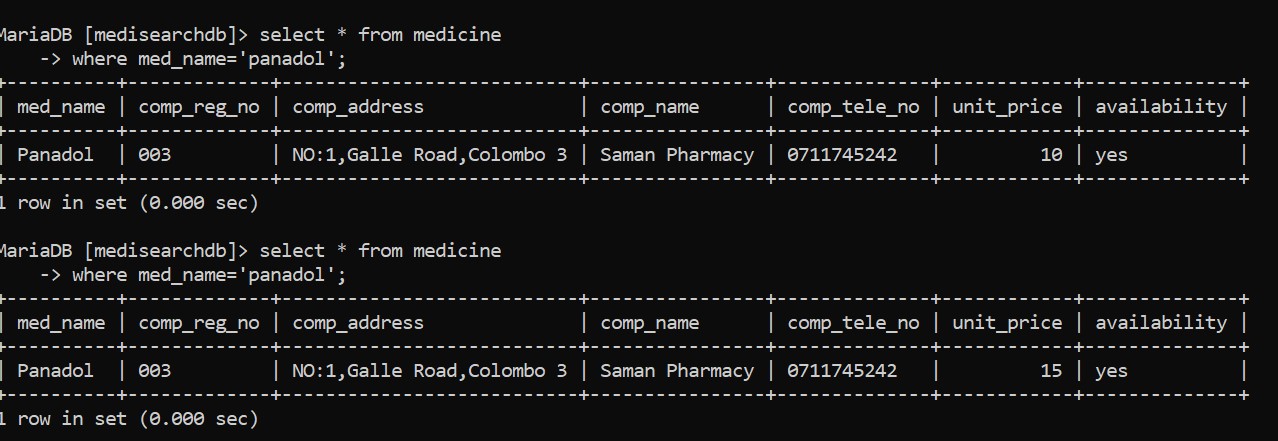 MariaDB [medisearchdb]> select * from medicine
    -> where med_name='panadol';
+----------+-------------+---------------------------+----------------+--------------+------------+--------------+
| med_name | comp_reg_no | comp_address              | comp_name      | comp_tele_no | unit_price | availability |
+----------+-------------+---------------------------+----------------+--------------+------------+--------------+
| Panadol  | 003         | NO:1,Galle Road,Colombo 3 | Saman Pharmacy | 0711745242   |         10 | yes          |
+----------+-------------+---------------------------+----------------+--------------+------------+--------------+
1 row in set (0.000 sec)

MariaDB [medisearchdb]> select * from medicine
    -> where med_name='panadol';
+----------+-------------+---------------------------+----------------+--------------+------------+--------------+
| med_name | comp_reg_no | comp_address              | comp_name      | comp_tele_no | unit_price | availability |
+----------+-------------+---------------------------+----------------+--------------+------------+--------------+
| Panadol  | 003         | NO:1,Galle Road,Colombo 3 | Saman Pharmacy | 0711745242   |         15 | yes          |
+----------+-------------+---------------------------+----------------+--------------+------------+--------------+
1 row in set (0.000 sec)